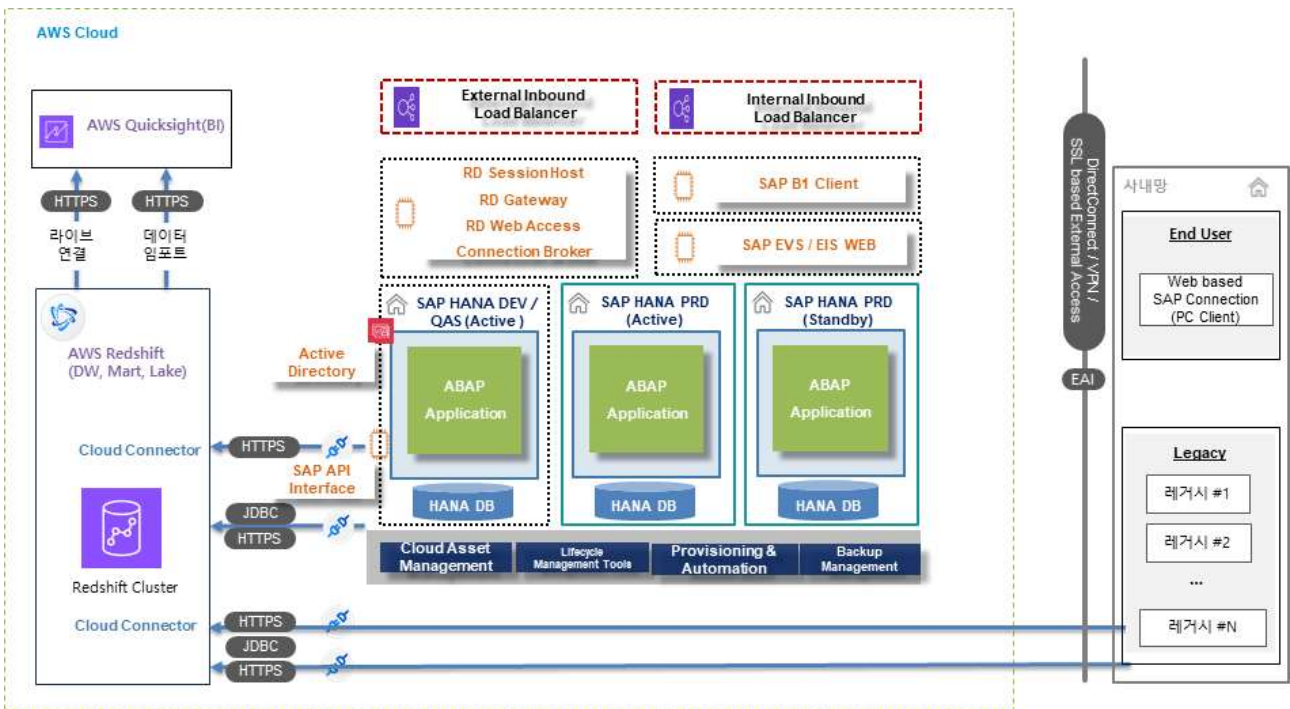 AWS Cloud
AWS Quicksight(BI)
HTTPS
HTTPS
라이브
연결
데이터
임포트
AWS Redshift
(DW, Mart, Lake)
Cloud Connector
Redshift Cluster
Cloud Connector
External Inbound
Load Balancer
Internal Inbound
Load Balancer
RD Session Host
RD Gateway
RD Web Access
Connection Broker
SAP B1 Client
SAP EVS / EIS WEB
Active
Directory
SAP HANA DEV /
QAS (Active )
ABAP
Application
HANA DB
SAP HANA PRD
(Active)
ABAP
Application
HANA DB
SAP HANA PRD
(Standby)
ABAP
Application
HANA DB
HTTPS
SAP API
Interface
JDBC
HTTPS
Cloud Asset
Management
Lifecycle
Management Tools
Provisioning &
Automation
Backup
Management
HTTPS
JDBC
HTTPS
DirectConnect / VPN /
SSL based External Access
EAI
사내망
End User
Web based
SAP Connection
(PC Client)
Legacy
레거시 #1
레거시 #2
...
레거시 #N